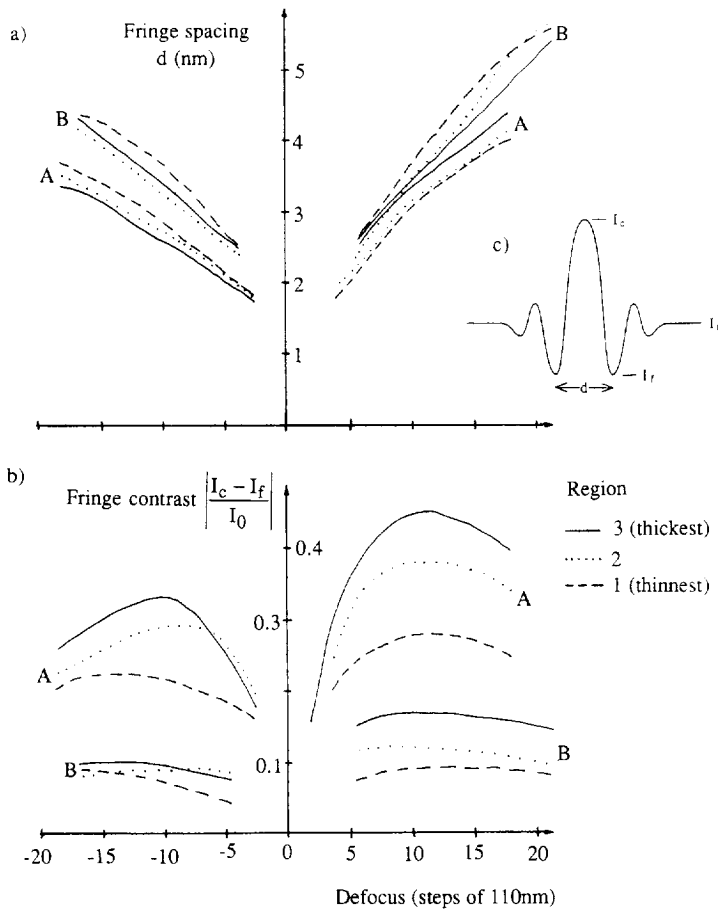 a)
Fringe spacing
d (nm)
5
4
3
2
1
B
A
B
A
c)
I_c
I_f
d
b)
Fringe contrast |I_c – I_f / I_0|
0.4
0.3
0.1
A
B
A
B
Region
3 (thickest)
2
1 (thinnest)
-20 -15 -10 -5 0 5 10 15 20
Defocus (steps of 110nm)